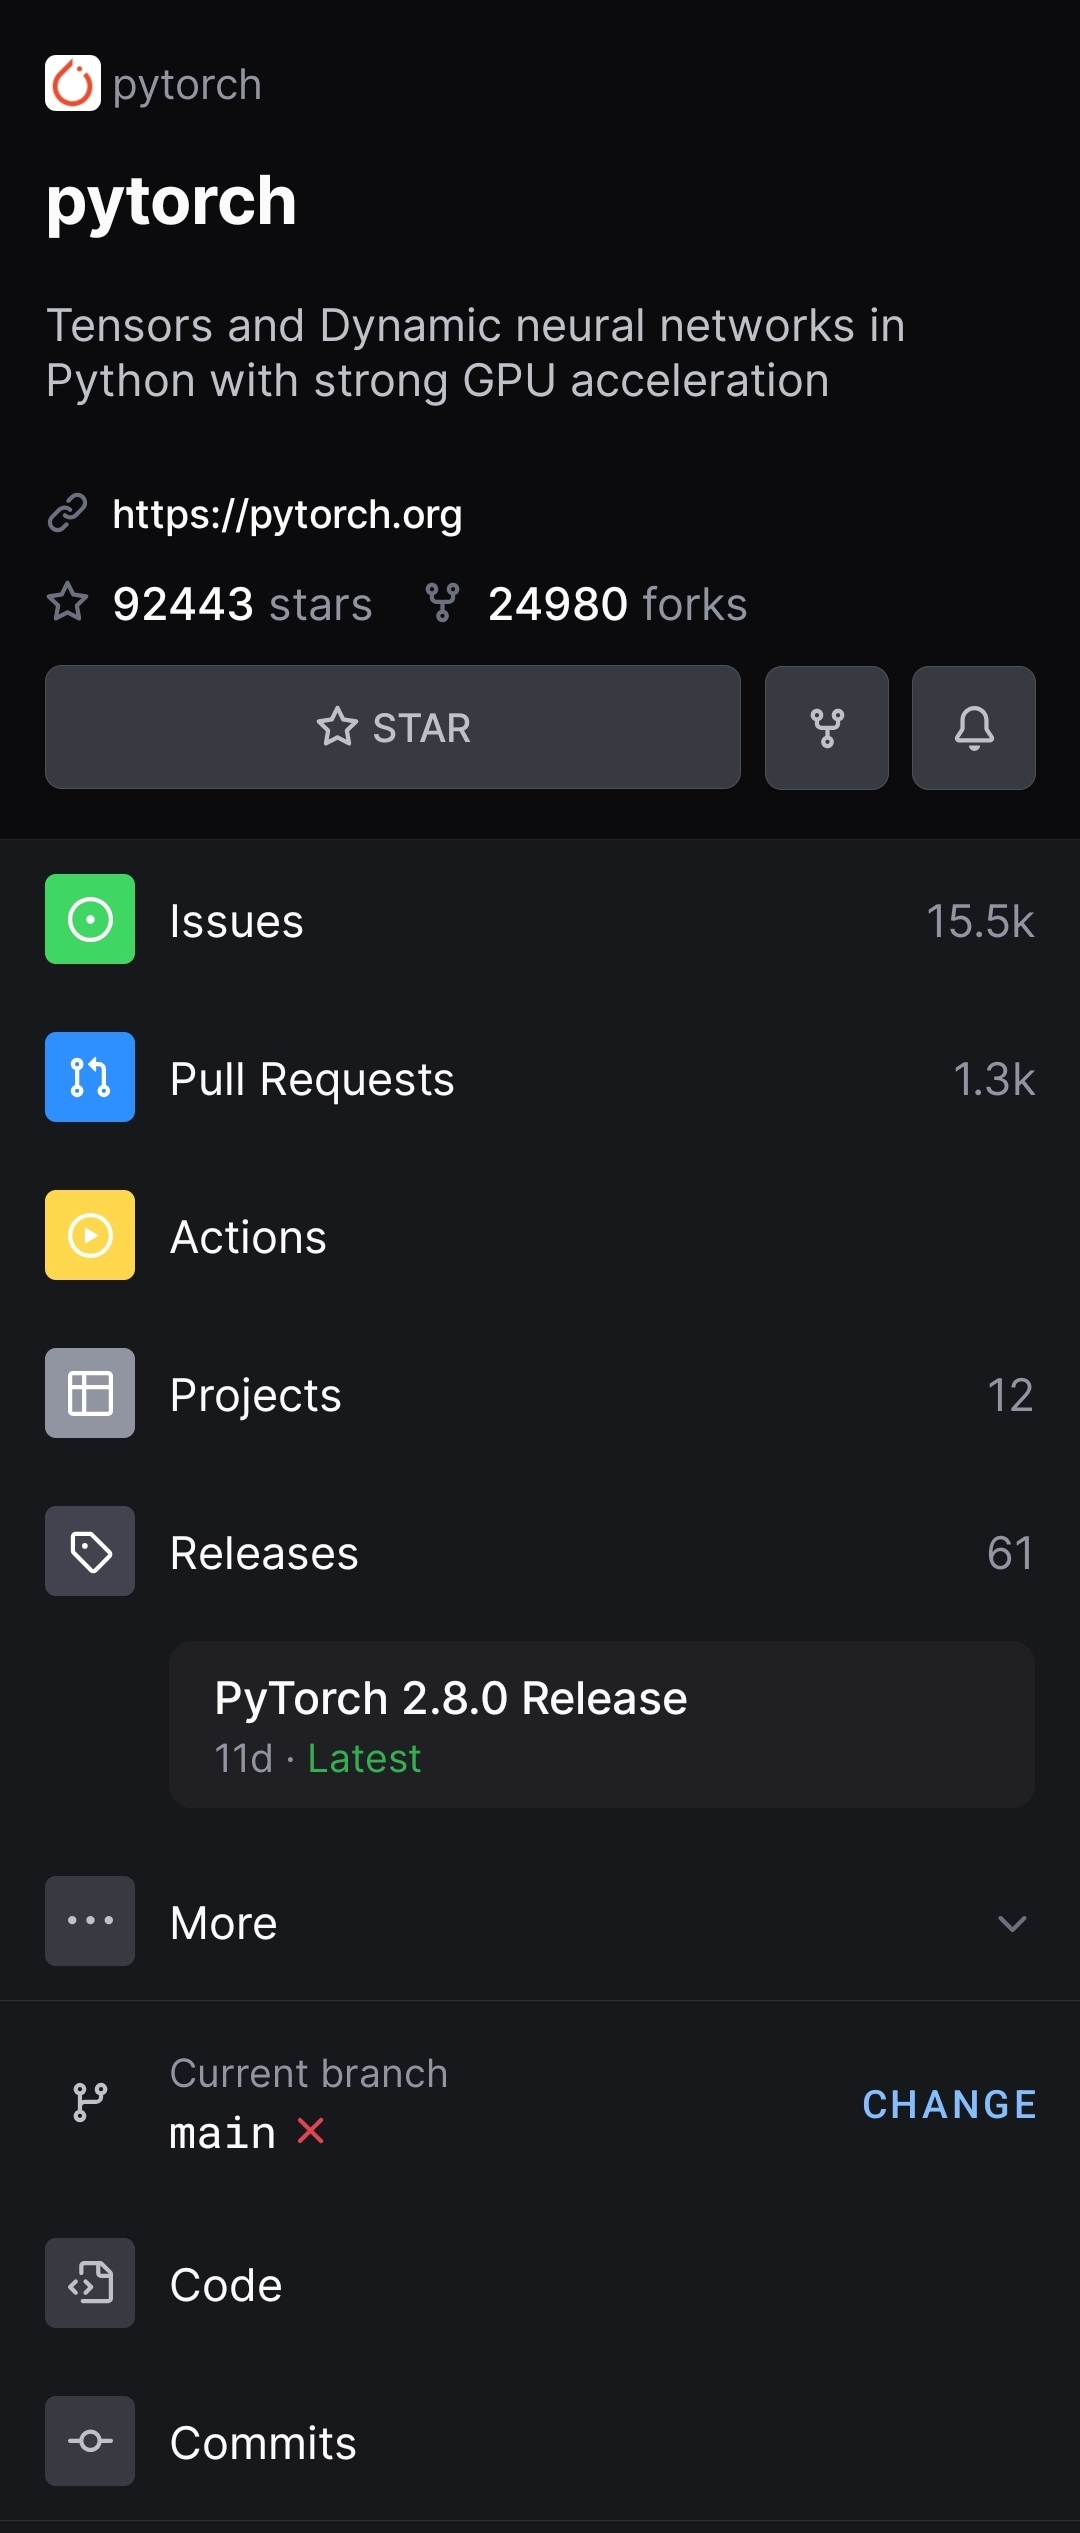 pytorch
pytorch
Tensors and Dynamic neural networks in
Python with strong GPU acceleration
https://pytorch.org
92443 stars 24980 forks
STAR
Issues 15.5k
Pull Requests 1.3k
Actions
Projects 12
Releases 61
PyTorch 2.8.0 Release
11d · Latest
More
Current branch
main
CHANGE
Code
Commits